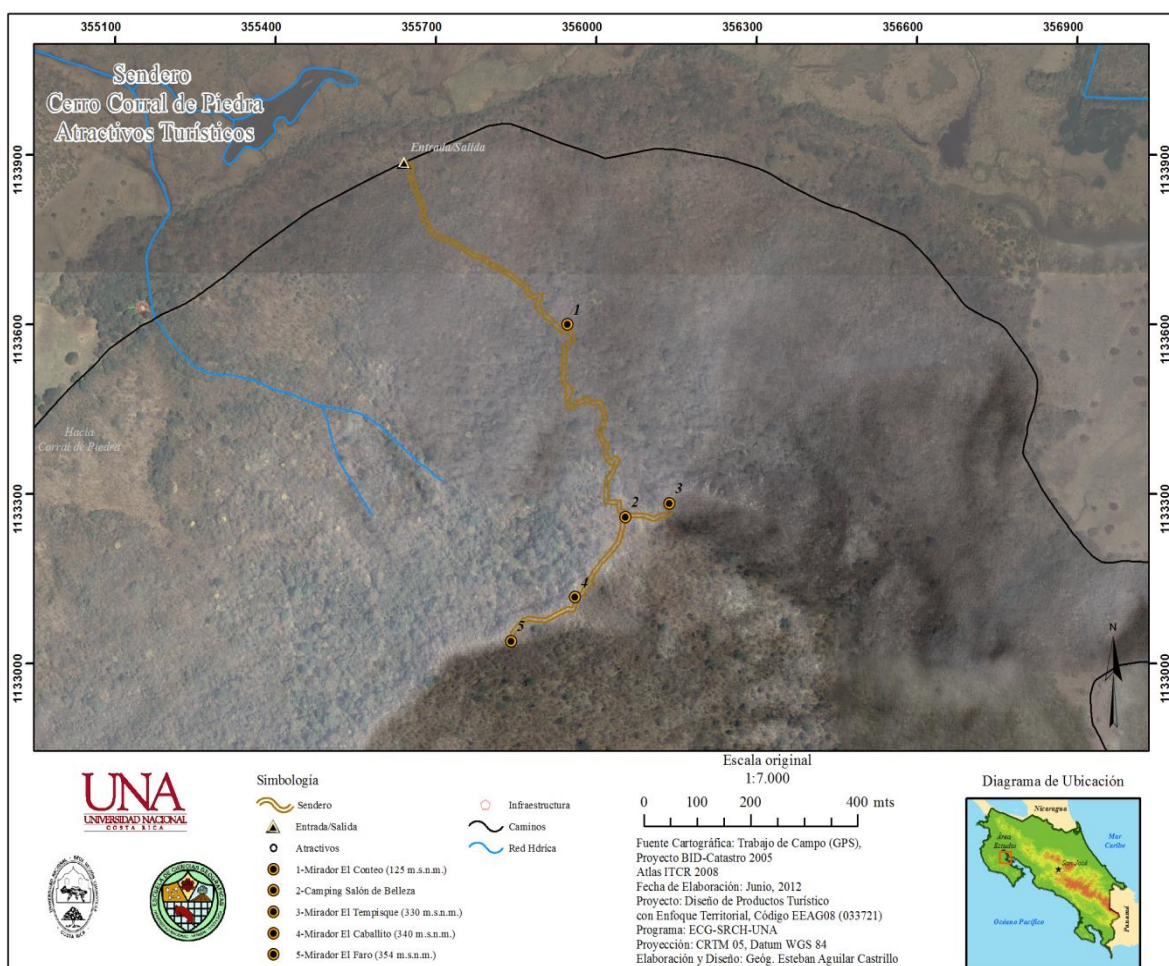 355100 355400 355700 356000 356300 356600 356900
Sendero
Cerro Corral de Piedra
Atractivos Turísticos
Entrada/Salida
1133900 1133900
1133600 1133600
1133300 1133300
1133000 1133000
1
2
3
4
5
Hacia
Corral de Piedra
N
UNA
UNIVERSIDAD NACIONAL
COSTA RICA
Simbología
Sendero
Entrada/Salida
Atractivos
1-Mirador El Conteo (125 m.s.n.m.)
2-Camping Salón de Belleza
3-Mirador El Tempisque (330 m.s.n.m.)
4-Mirador El Caballito (340 m.s.n.m.)
5-Mirador El Faro (354 m.s.n.m.)
Infraestructura
Caminos
Red Hdrica
Escala original
1:7.000
0 100 200 400 mts
Fuente Cartográfica: Trabajo de Campo (GPS),
Proyecto BID-Catastro 2005
Atlas ITCR 2008
Fecha de Elaboración: Junio, 2012
Proyecto: Diseño de Productos Turístico
con Enfoque Territorial, Código EEAG08 (033721)
Programa: ECG-SRCH-UNA
Proyección: CRTM 05, Datum WGS 84
Elaboración y Diseño: Geóg. Esteban Aguilar Castrillo
Diagrama de Ubicación
Nicaragua
Mar
Caribe
Área
Estudio
San José
Océano Pacífico
Panamá